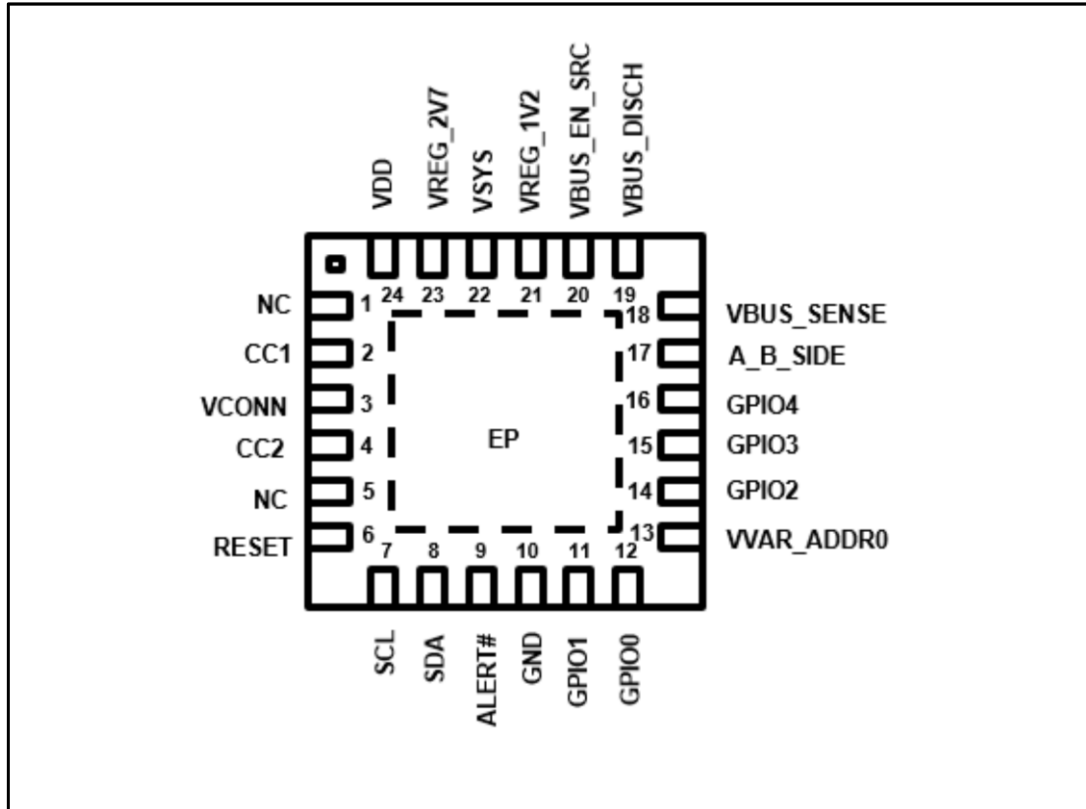 VDD
VREG_2V7
VSYS
VREG_1V2
VBUS_EN_SRC
VBUS_DISCH
24 23 22 21 20 19
NC 1
CC1 2
VCONN 3
CC2 4
NC 5
RESET 6
EP
18 VBUS_SENSE
17 A_B_SIDE
16 GPIO4
15 GPIO3
14 GPIO2
13 VVAR_ADDR0
7 8 9 10 11 12
SCL
SDA
ALERT#
GND
GPIO1
GPIO0